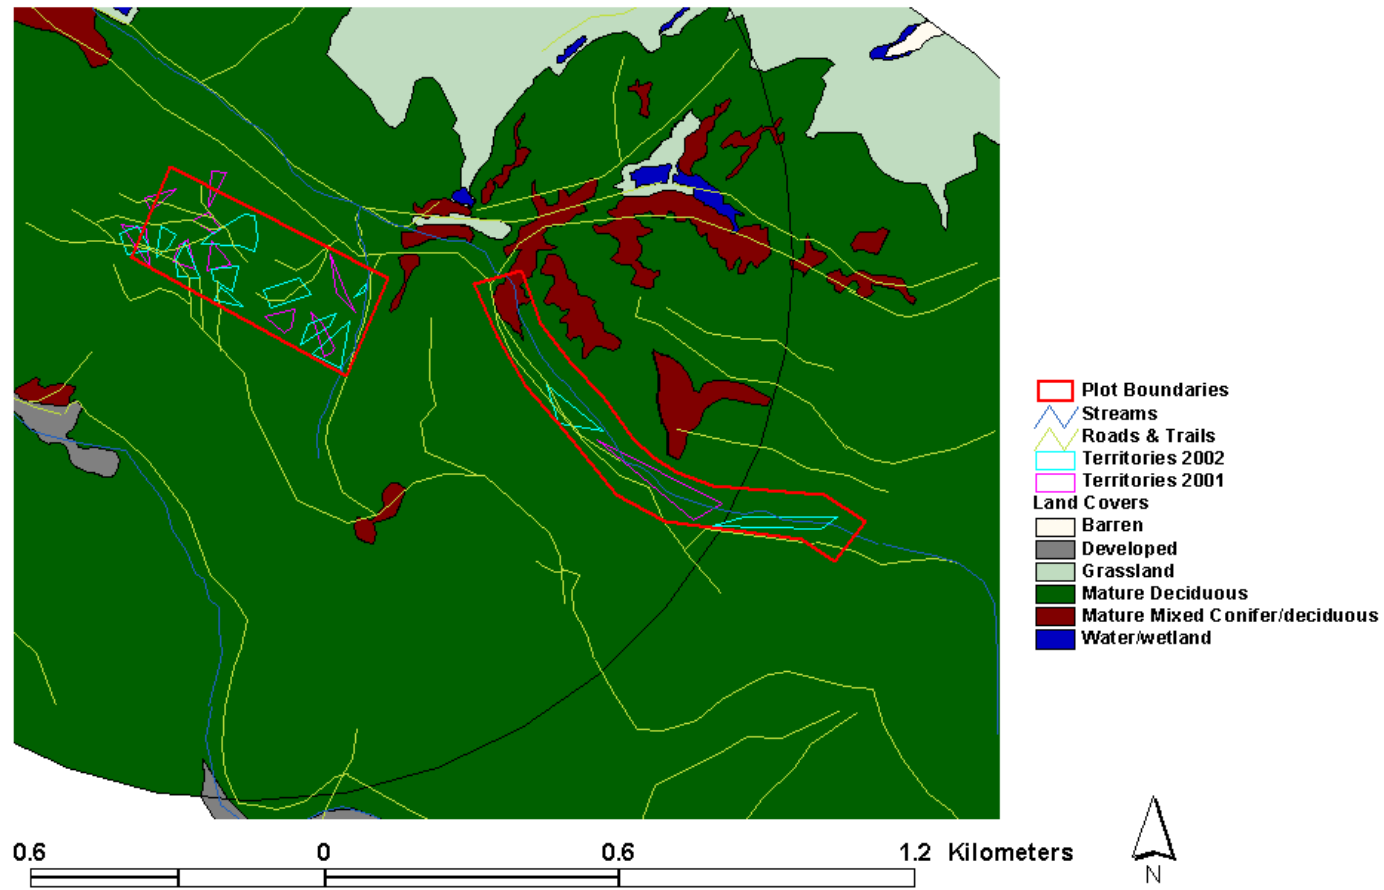 Plot Boundaries
Streams
Roads & Trails
Territories 2002
Territories 2001
Land Covers
Barren
Developed
Grassland
Mature Deciduous
Mature Mixed Conifer/deciduous
Water/wetland
0.6 0 0.6 1.2 Kilometers
N